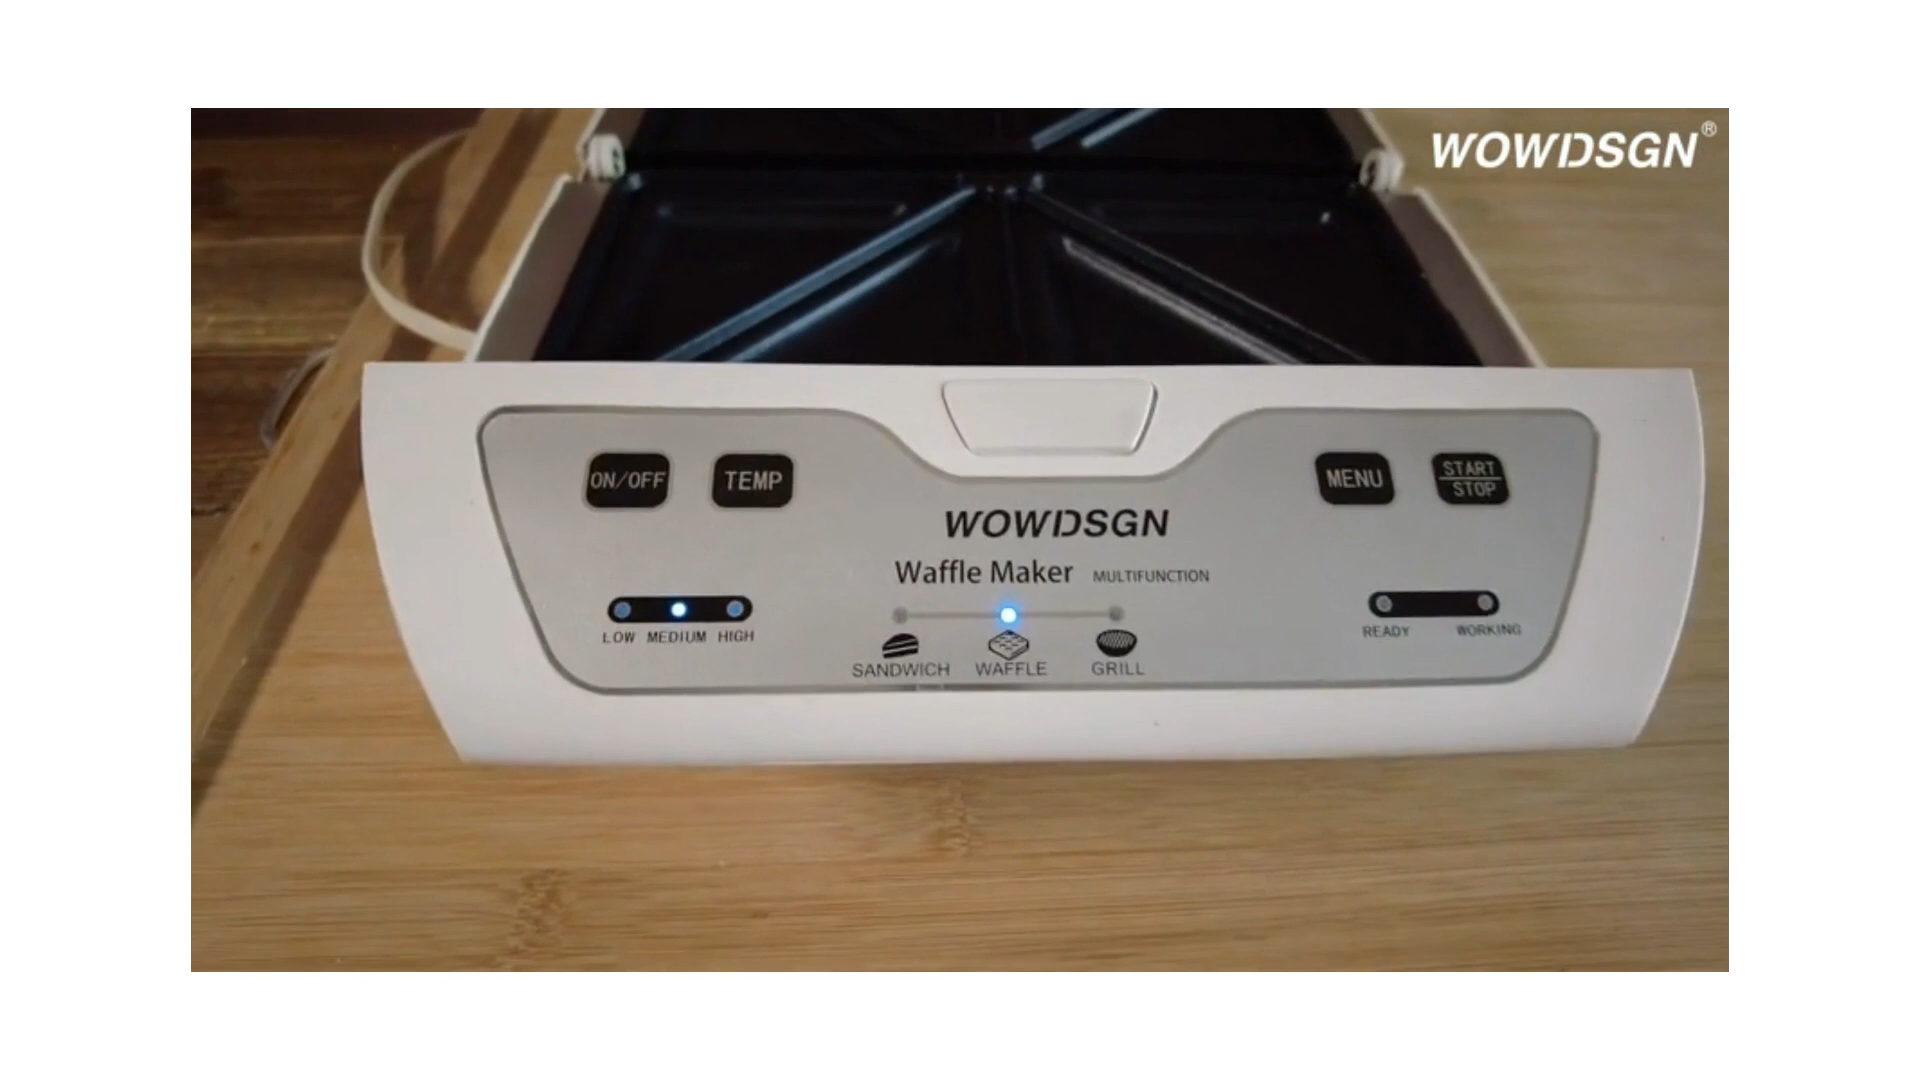 WOWDSGN®
ON/OFF TEMP MENU START
STOP
WOWDSGN
Waffle Maker MULTIFUNCTION
LOW MEDIUM HIGH READY WORKING
SANDWICH WAFFLE GRILL